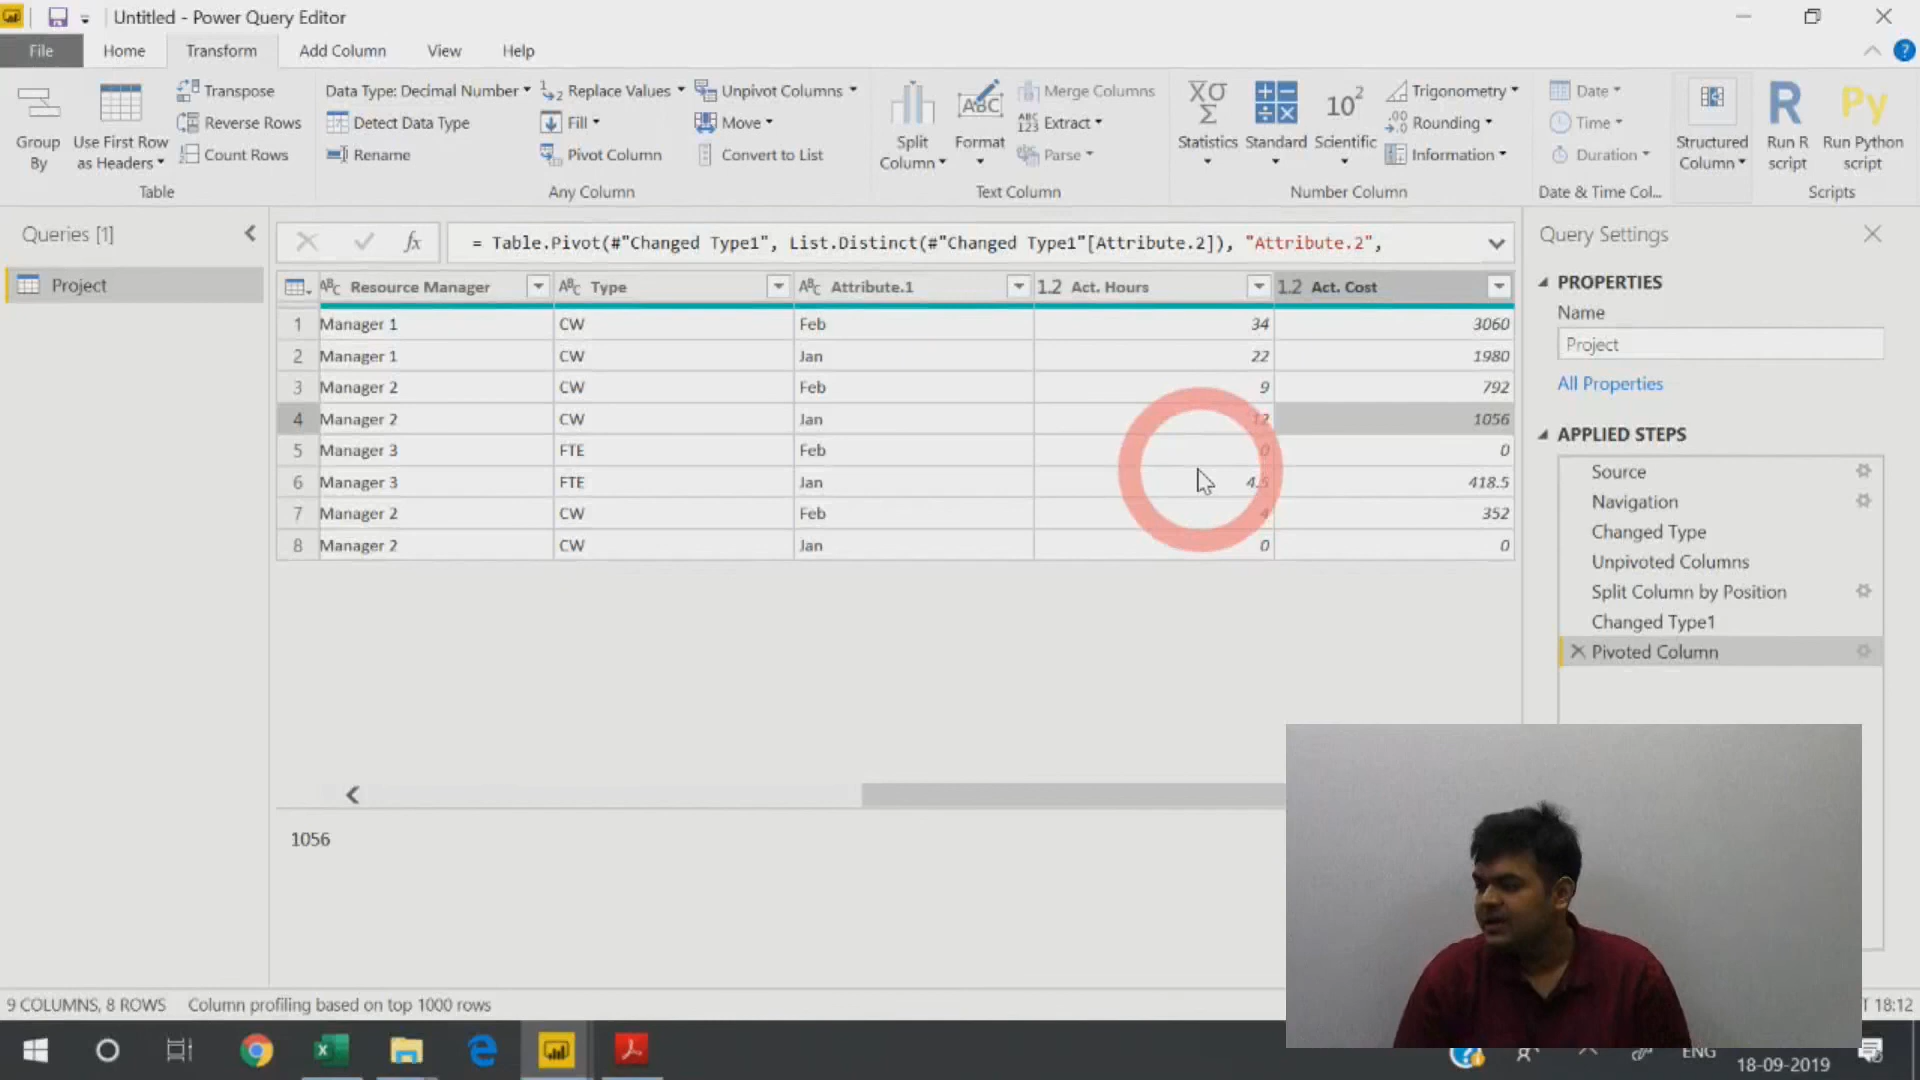 Untitled - Power Query Editor
File Home Transform Add Column View Help
Group By
Use First Row as Headers
Transpose
Reverse Rows
Count Rows
Table
Data Type: Decimal Number
Detect Data Type
Rename
Replace Values
Fill
Pivot Column
Unpivot Columns
Move
Convert to List
Any Column
Split Column
Format
Merge Columns
Extract
Parse
Text Column
Statistics
Standard
Scientific
Trigonometry
Rounding
Information
Number Column
Date
Time
Duration
Date & Time Col...
Structured Column
Run R script
Run Python script
Scripts
Queries [1]
Project
= Table.Pivot(#"Changed Type1", List.Distinct(#"Changed Type1"[Attribute.2]), "Attribute.2",
Resource Manager Type Attribute.1 1.2 Act. Hours 1.2 Act. Cost
1 Manager 1 CW Feb 34 3060
2 Manager 1 CW Jan 22 1980
3 Manager 2 CW Feb 9 792
4 Manager 2 CW Jan 12 1056
5 Manager 3 FTE Feb 0 0
6 Manager 3 FTE Jan 4.5 418.5
7 Manager 2 CW Feb 4 352
8 Manager 2 CW Jan 0 0
1056
Query Settings
PROPERTIES
Name
Project
All Properties
APPLIED STEPS
Source
Navigation
Changed Type
Unpivoted Columns
Split Column by Position
Changed Type1
Pivoted Column
9 COLUMNS, 8 ROWS Column profiling based on top 1000 rows
T 18:12
ENG
18-09-2019